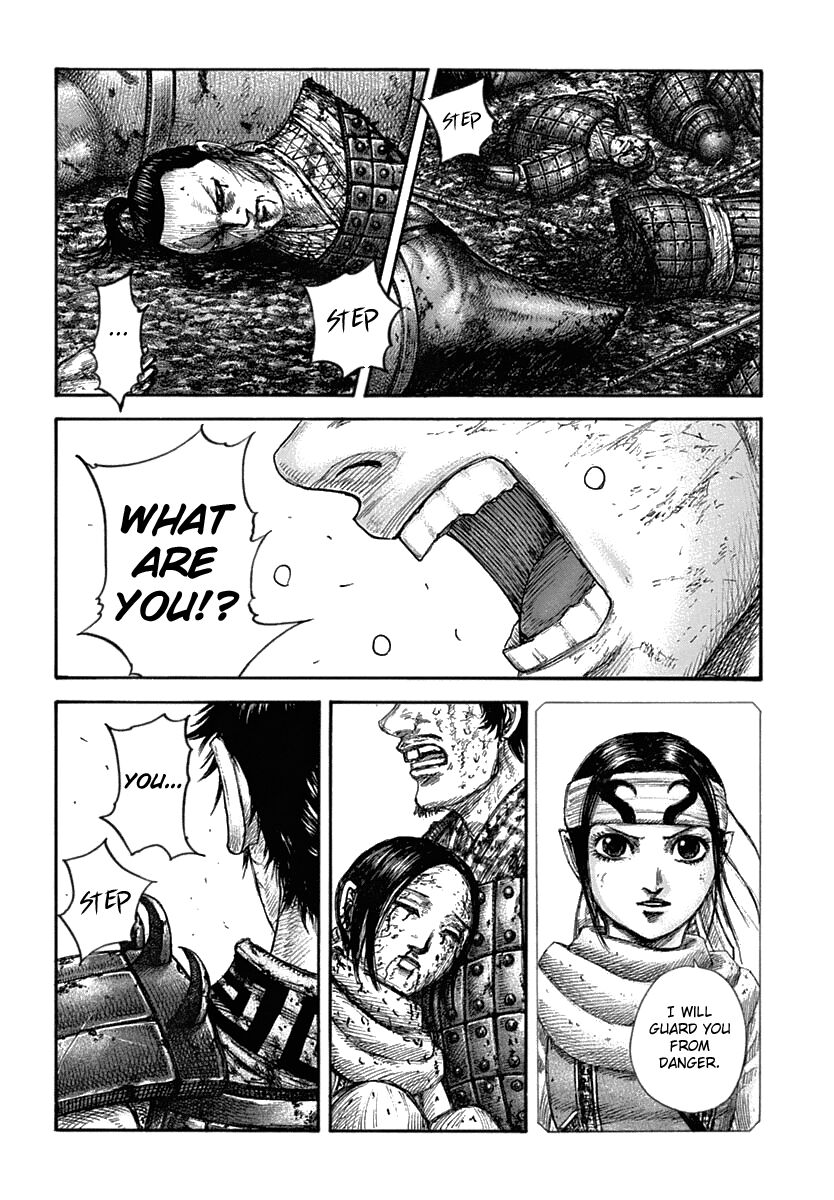 STEP
STEP
...
WHAT
ARE
YOU!?
I WILL
GUARD YOU
FROM
DANGER.
YOU...
STEP